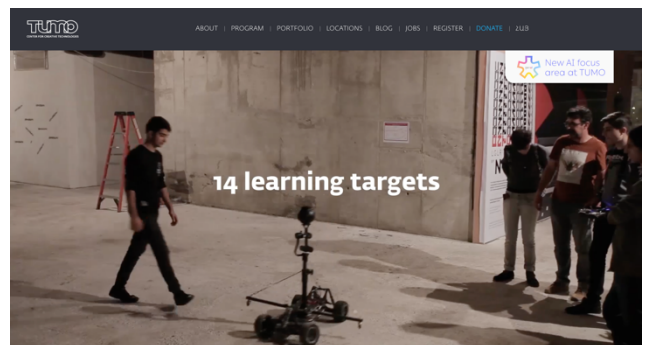 TUMO
CENTER FOR CREATIVE TECHNOLOGIES
ABOUT | PROGRAM | PORTFOLIO | LOCATIONS | BLOG | JOBS | REGISTER | DONATE | ՀԱՅ
New AI focus
area at TUMO
14 learning targets